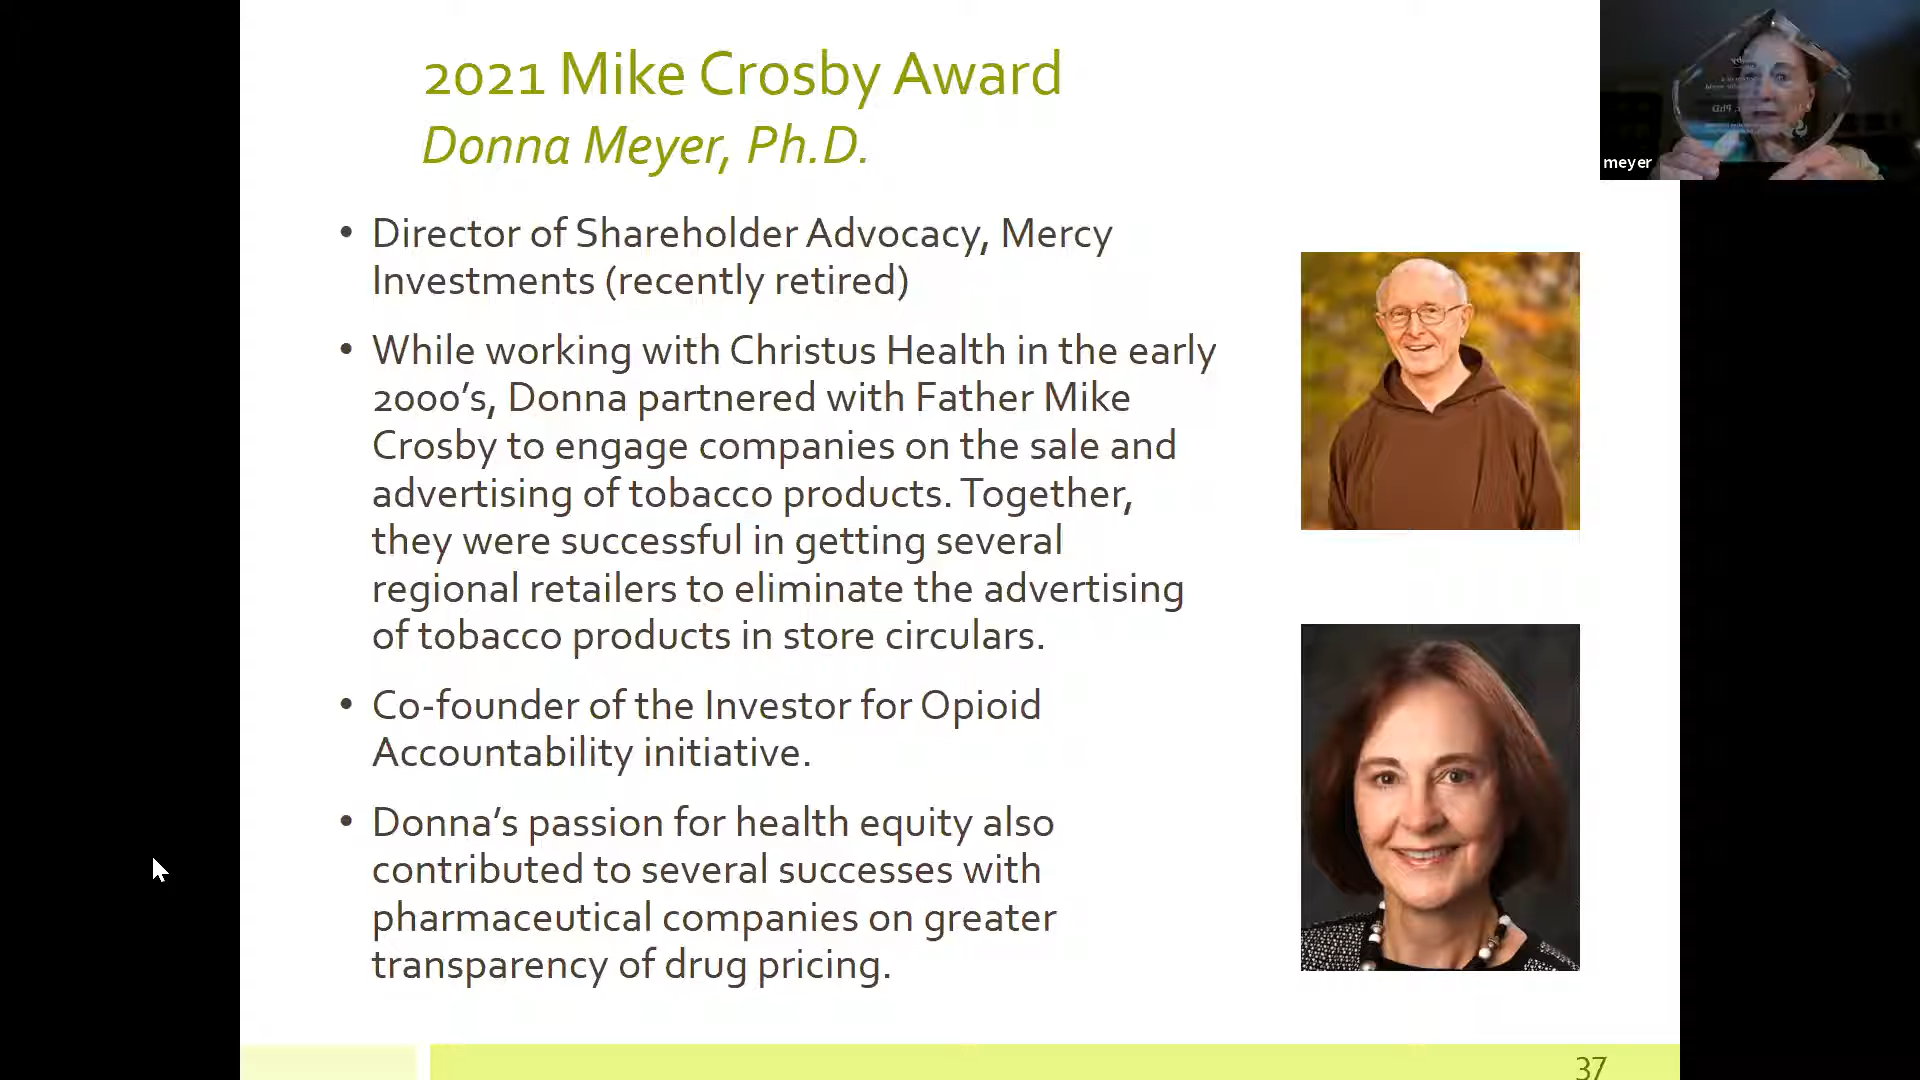 2021 Mike Crosby Award
Donna Meyer, Ph.D.
• Director of Shareholder Advocacy, Mercy
Investments (recently retired)
• While working with Christus Health in the early
2000’s, Donna partnered with Father Mike
Crosby to engage companies on the sale and
advertising of tobacco products. Together,
they were successful in getting several
regional retailers to eliminate the advertising
of tobacco products in store circulars.
• Co-founder of the Investor for Opioid
Accountability initiative.
• Donna’s passion for health equity also
contributed to several successes with
pharmaceutical companies on greater
transparency of drug pricing.
37
meyer
PhD